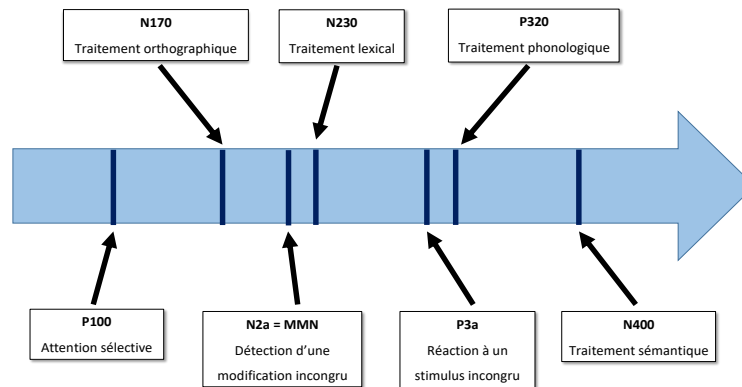 N170
Traitement orthographique
N230
Traitement lexical
P320
Traitement phonologique
P100
Attention sélective
N2a = MMN
Détection d’une
modification incongru
P3a
Réaction à un
stimulus incongru
N400
Traitement sémantique